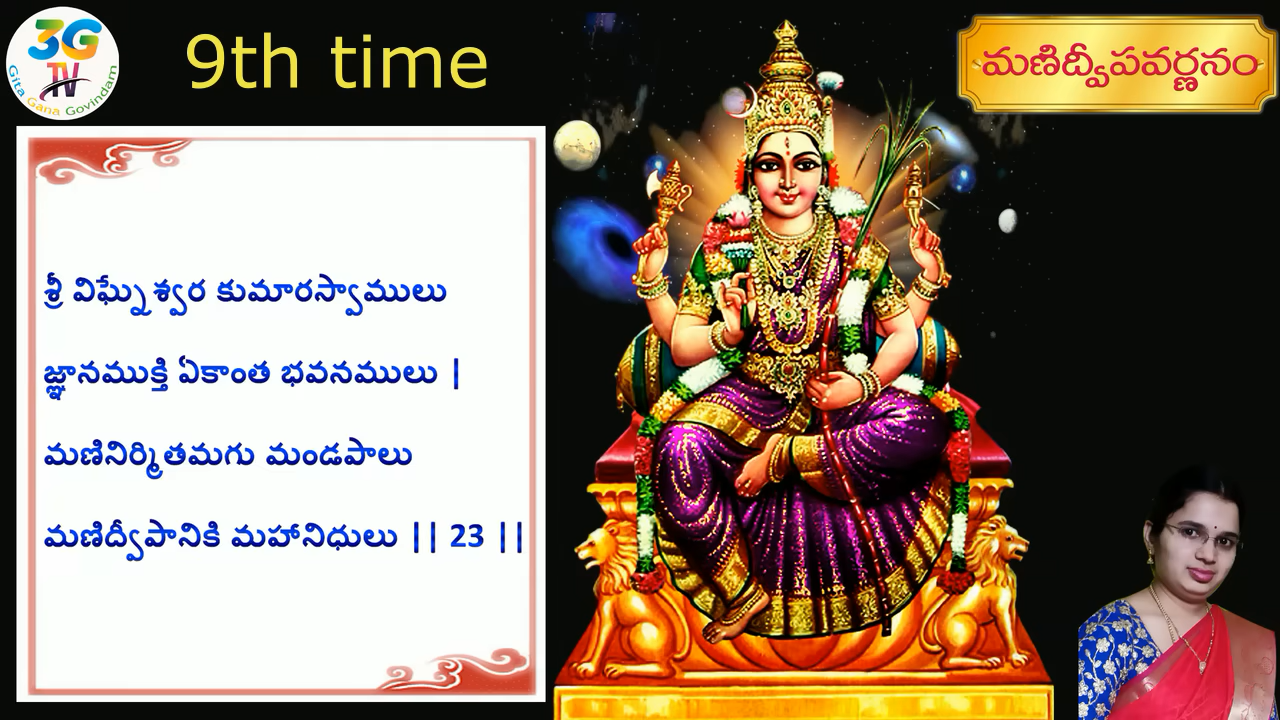 3G
TV
Gita Gana Govindam
9th time
మణిద్వీపవర్ణనం
శ్రీ విఘ్నేశ్వర కుమారస్వాములు
జ్ఞానముక్తి ఏకాంత భవనములు |
మణినిర్మితమగు మండపాలు
మణిద్వీపానికి మహానిధులు || 23 ||